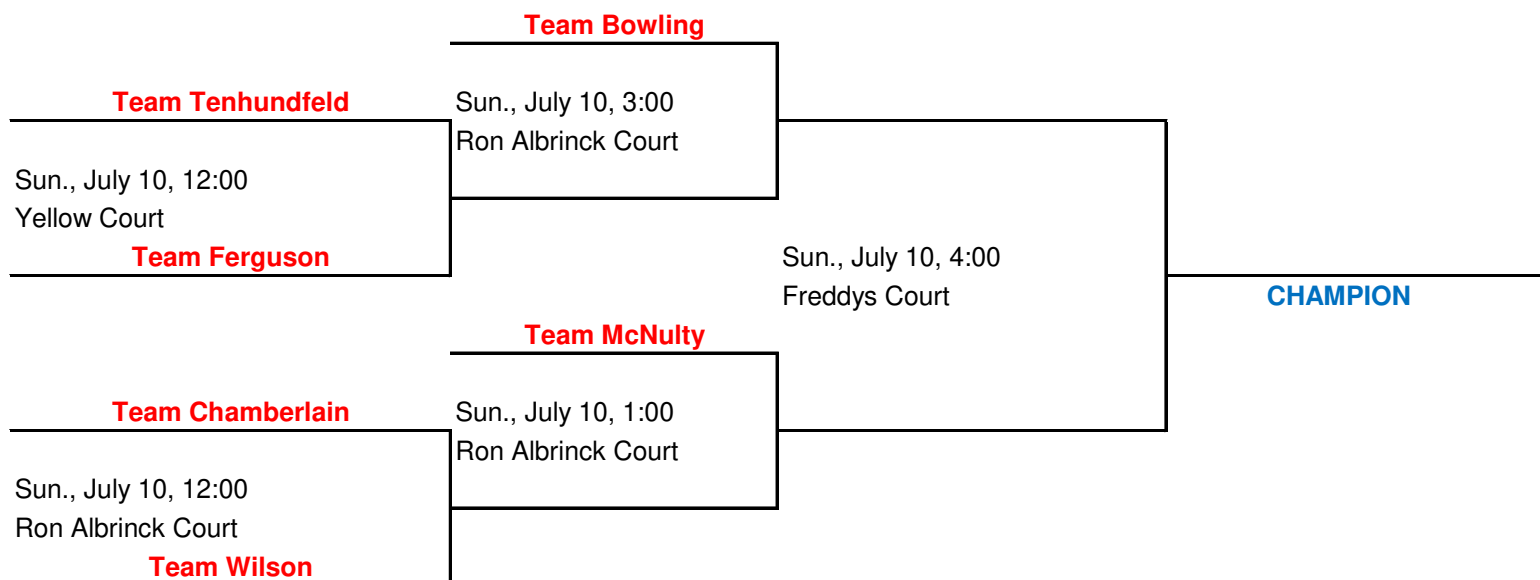 Team Bowling
Team Tenhundfeld
Sun., July 10, 3:00
Ron Albrinck Court
Sun., July 10, 12:00
Yellow Court
Team Ferguson
Sun., July 10, 4:00
Freddys Court
CHAMPION
Team McNulty
Team Chamberlain
Sun., July 10, 1:00
Ron Albrinck Court
Sun., July 10, 12:00
Ron Albrinck Court
Team Wilson